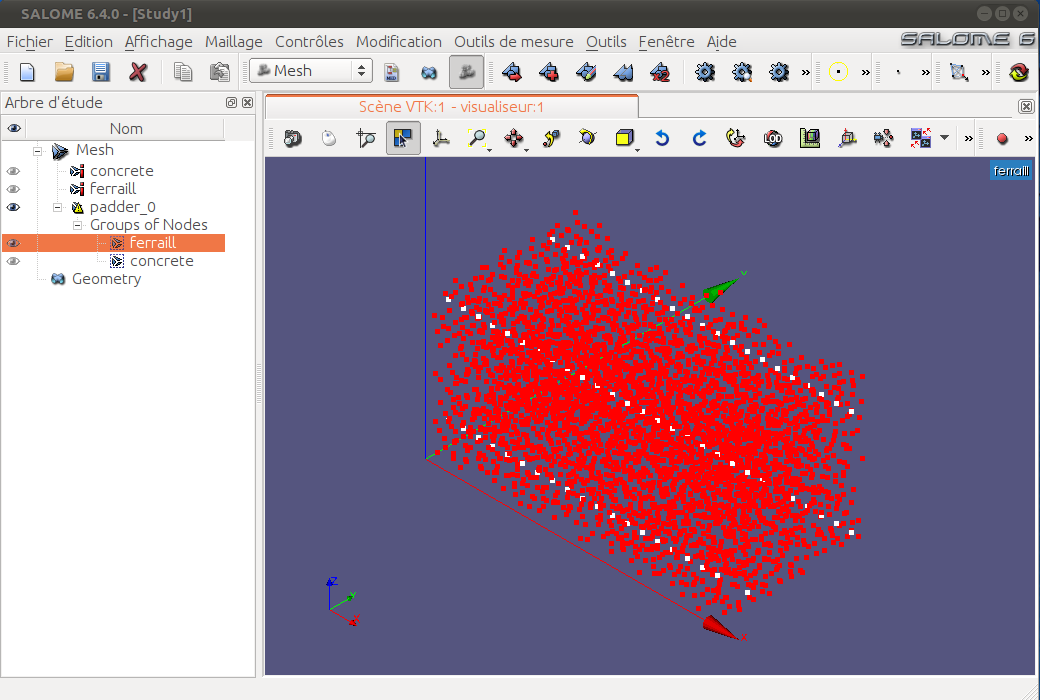 SALOME 6.4.0 - [Study1]
Fichier Edition Affichage Maillage Contrôles Modification Outils de mesure Outils Fenêtre Aide SALOME 6
Mesh
Arbre d'étude
Scène VTK:1 - visualiseur:1
Nom
Mesh
concrete
ferraill
padder_0
Groups of Nodes
ferraill
concrete
Geometry
ferraill
Y
X
Z
Y
X